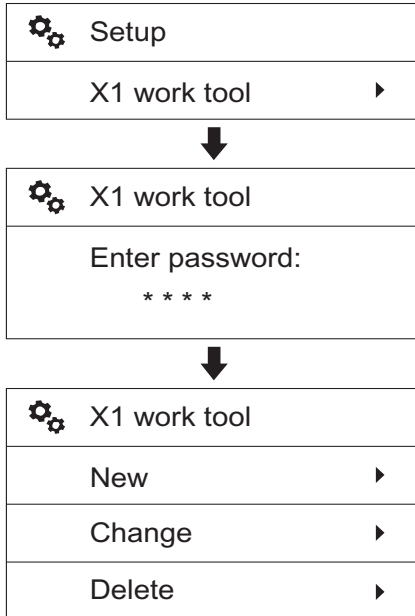 Setup
X1 work tool
X1 work tool
Enter password:
* * * *
X1 work tool
New
Change
Delete